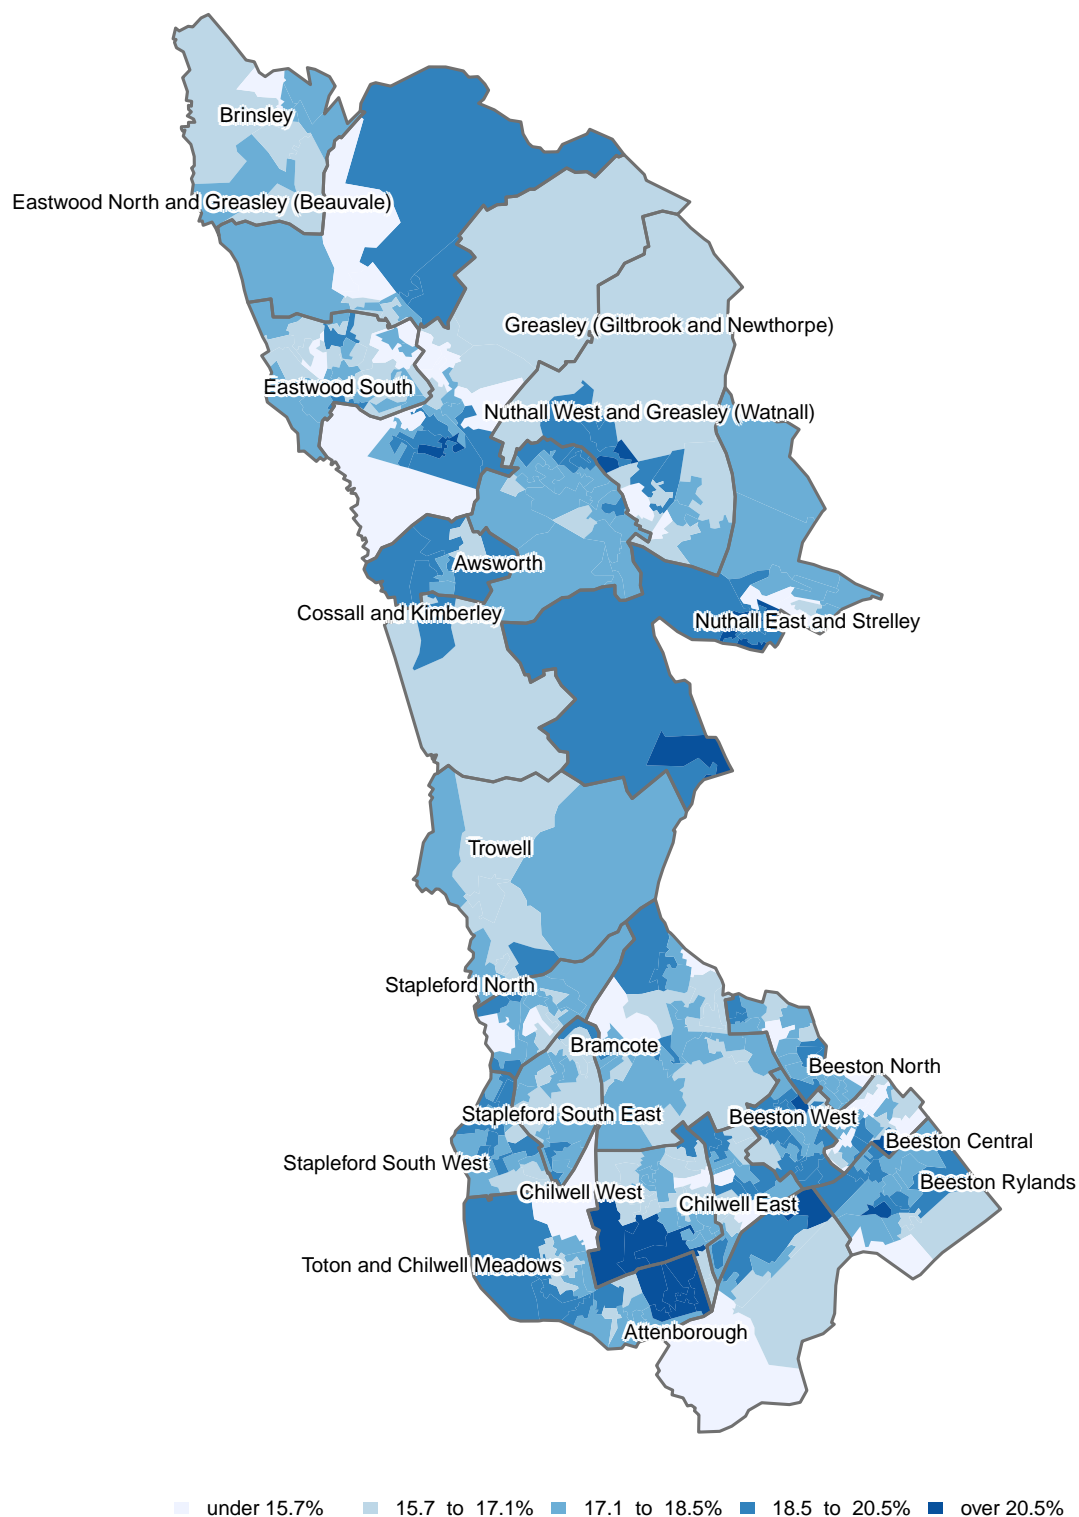 Brinsley
Eastwood North and Greasley (Beauvale)
Greasley (Giltbrook and Newthorpe)
Eastwood South
Nuthall West and Greasley (Watnall)
Awsworth
Cossall and Kimberley
Nuthall East and Strelley
Trowell
Stapleford North
Bramcote
Beeston North
Stapleford South East
Beeston West
Beeston Central
Stapleford South West
Beeston Rylands
Chilwell West
Chilwell East
Toton and Chilwell Meadows
Attenborough
under 15.7% 15.7 to 17.1% 17.1 to 18.5% 18.5 to 20.5% over 20.5%